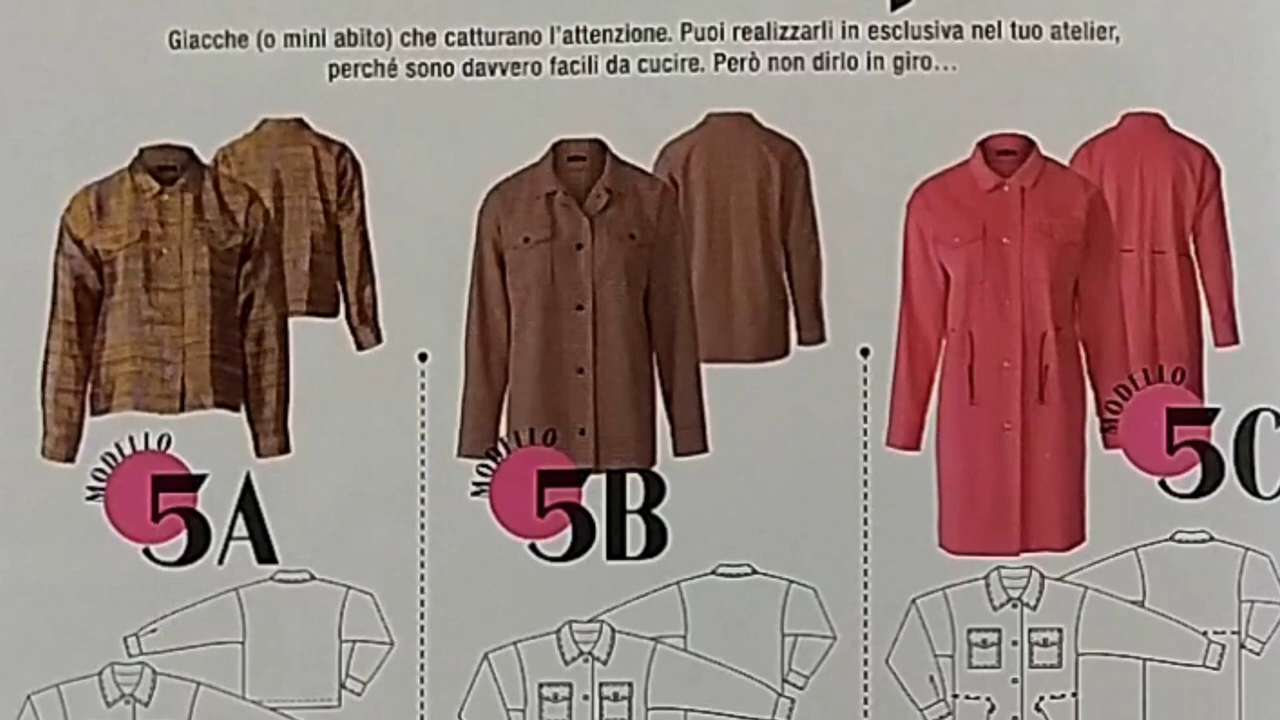 Giacche (o mini abito) che catturano l'attenzione. Puoi realizzarli in esclusiva nel tuo atelier,
perché sono davvero facili da cucire. Però non dirlo in giro...
MODELLO
5A
MODELLO
5B
MODELLO
5C